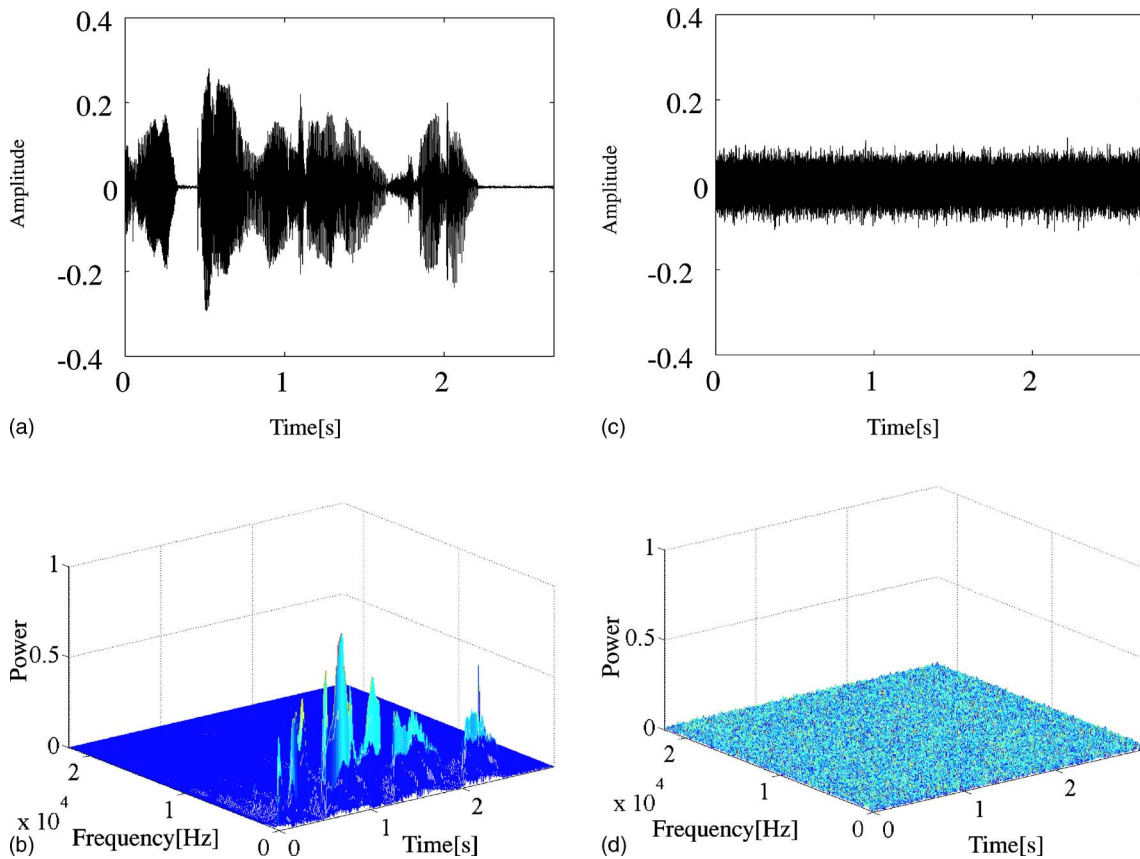 0.4
0.2
0
-0.2
-0.4
Amplitude
0 1 2
Time[s]
(a)
0.4
0.2
0
-0.2
-0.4
Amplitude
0 1 2
Time[s]
(c)
1
0.5
0
Power
2
1
0
x 10 4
Frequency[Hz]
0
1
2
Time[s]
(b)
1
0.5
0
Power
2
1
0
x 10 4
Frequency[Hz]
0
1
2
Time[s]
(d)